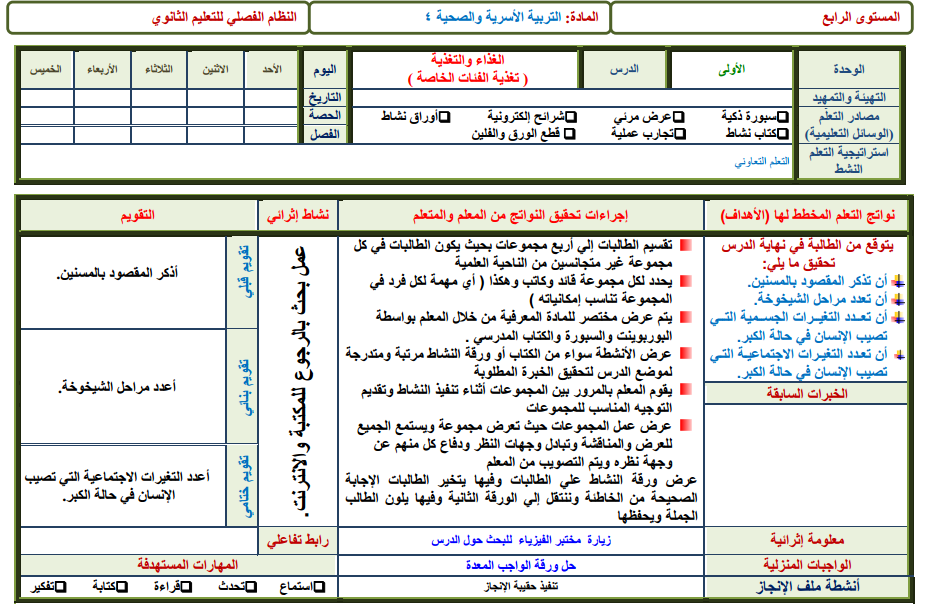 المستوى الرابع
المادة: التربية الأسرية والصحية ٤
النظام الفصلي للتعليم الثانوي
الوحدة
الأولى
الدرس
الغذاء والتغذية
( تغذية الفئات الخاصة )
اليوم
الأحد
الاثنين
الثلاثاء
الأربعاء
الخميس
التهيئة والتمهيد
التاريخ
مصادر التعلم
(الوسائل التعليمية)
سبورة ذكية
عرض مرئي
شرائح إلكترونية
أوراق نشاط
كتاب نشاط
تجارب عملية
قطع الورق والفلين
الحصة
الفصل
استراتيجية التعلم
النشط
التعلم التعاوني
نواتج التعلم المخطط لها (الأهداف)
إجراءات تحقيق النواتج من المعلم والمتعلم
نشاط إثرائي
التقويم
يتوقع من الطالبة في نهاية الدرس
تحقيق ما يلي:
أن تذكر المقصود بالمسنين.
أن تعدد مراحل الشيخوخة.
أن تعـدد التغيـرات الجسـمية التـي
تصيب الإنسان في حالة الكبر.
أن تعدد التغيـرات الاجتماعيـة التـي
تصيب الإنسان في حالة الكبر.
الخبرات السابقة
تقسيم الطالبات إلي أربع مجموعات بحيث يكون الطالبات في كل
مجموعة غير متجانسين من الناحية العلمية
يحدد لكل مجموعة قائد وكاتب وهكذا ( أي مهمة لكل فرد في
المجموعة تناسب إمكانياته )
يتم عرض مختصر للمادة المعرفية من خلال المعلم بواسطة
البوربوينت والسبورة والكتاب المدرسي .
عرض الأنشطة سواء من الكتاب أو ورقة النشاط مرتبة ومتدرجة
لموضع الدرس لتحقيق الخبرة المطلوبة
يقوم المعلم بالمرور بين المجموعات أثناء تنفيذ النشاط وتقديم
التوجيه المناسب للمجموعات
عرض عمل المجموعات حيث تعرض مجموعة ويستمع الجميع
للعرض والمناقشة وتبادل وجهات النظر ودفاع كل منهم عن
وجهة نظره ويتم التصويب من المعلم
عرض ورقة النشاط علي الطالبات وفيها يتخير الطالبات الإجابة
الصحيحة من الخاطئة وننتقل إلي الورقة الثانية وفيها يلون الطالب
الجملة ويحفظها
عمل بحث بالرجوع للمكتبة والانترنت.
تقويم قبلي
أذكر المقصود بالمسنين.
تقويم بنائي
أعدد مراحل الشيخوخة.
تقويم ختامي
أعدد التغيرات الاجتماعية التي تصيب
الإنسان في حالة الكبر.
معلومة إثرائية
زيارة مختبر الفيزياء للبحث حول الدرس
رابط تفاعلي
الواجبات المنزلية
حل ورقة الواجب المعدة
المهارات المستهدفة
أنشطة ملف الإنجاز
تنفيذ حقيبة الإنجاز
استماع
تحدث
قراءة
كتابة
تفكير